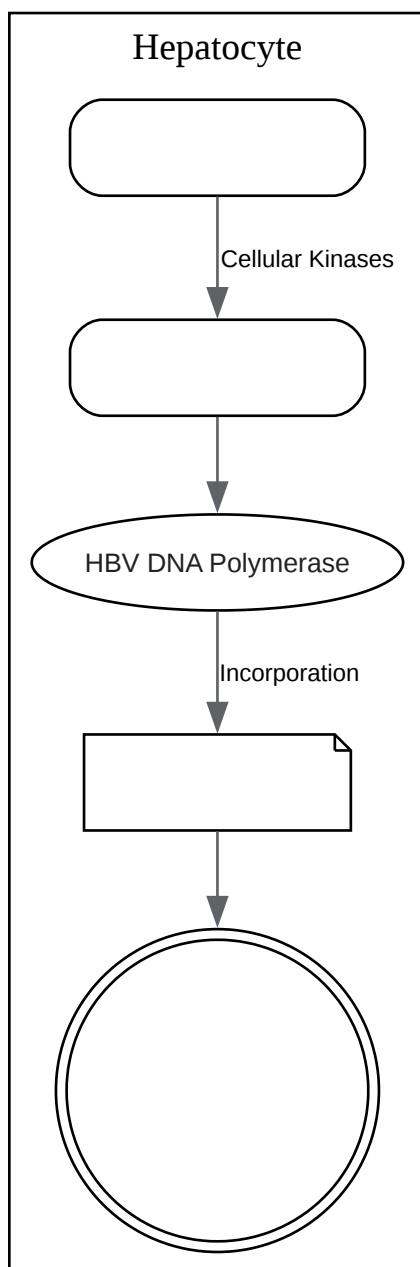 Hepatocyte
Cellular Kinases
HBV DNA Polymerase
Incorporation